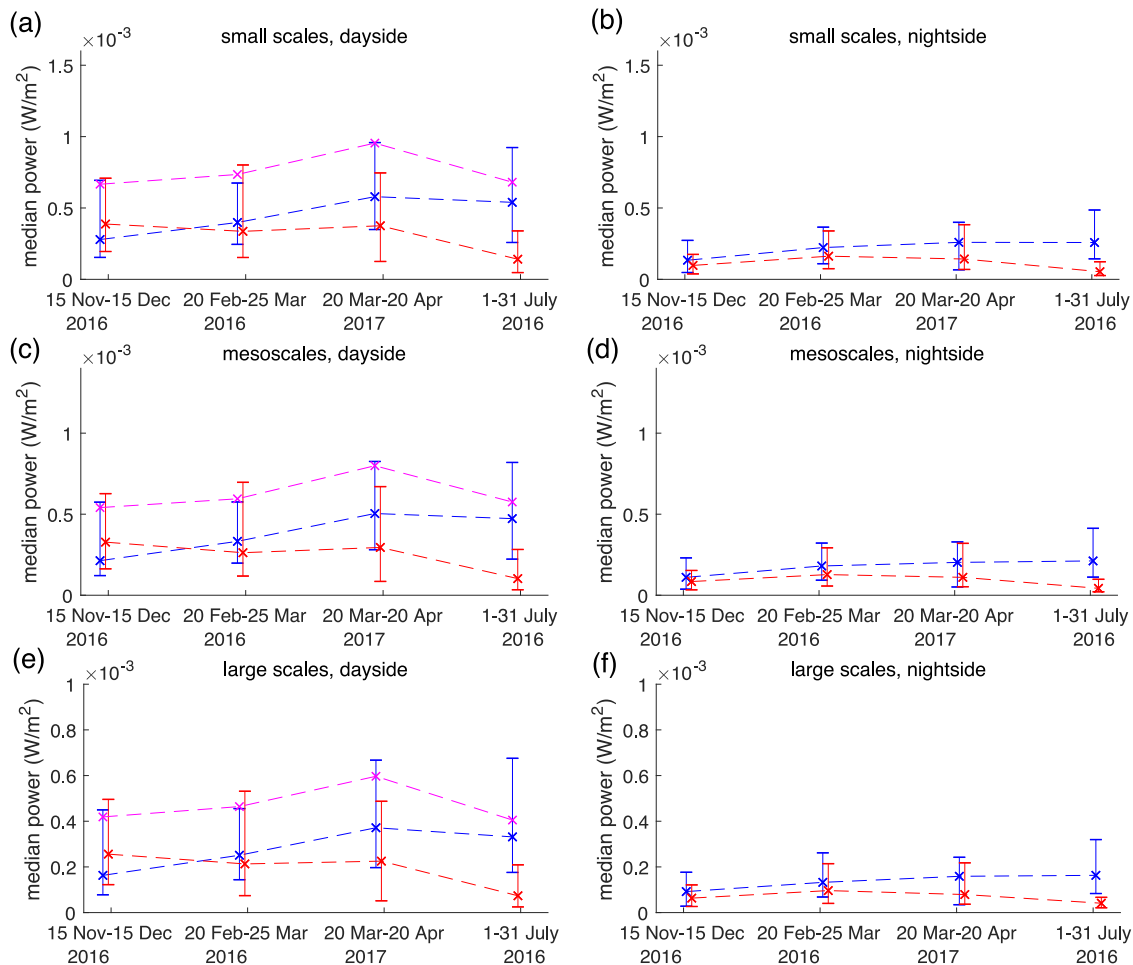 (a)
×10⁻³
small scales, dayside
median power (W/m²)
1.5
1
0.5
0
15 Nov-15 Dec 20 Feb-25 Mar 20 Mar-20 Apr 1-31 July
2016 2016 2017 2016
(b)
×10⁻³
small scales, nightside
median power (W/m²)
1.5
1
0.5
0
15 Nov-15 Dec 20 Feb-25 Mar 20 Mar-20 Apr 1-31 July
2016 2016 2017 2016
(c)
×10⁻³
mesoscales, dayside
median power (W/m²)
1
0.5
0
15 Nov-15 Dec 20 Feb-25 Mar 20 Mar-20 Apr 1-31 July
2016 2016 2017 2016
(d)
×10⁻³
mesoscales, nightside
median power (W/m²)
1
0.5
0
15 Nov-15 Dec 20 Feb-25 Mar 20 Mar-20 Apr 1-31 July
2016 2016 2017 2016
(e)
×10⁻³
large scales, dayside
median power (W/m²)
1
0.8
0.6
0.4
0.2
0
15 Nov-15 Dec 20 Feb-25 Mar 20 Mar-20 Apr 1-31 July
2016 2016 2017 2016
(f)
×10⁻³
large scales, nightside
median power (W/m²)
1
0.8
0.6
0.4
0.2
0
15 Nov-15 Dec 20 Feb-25 Mar 20 Mar-20 Apr 1-31 July
2016 2016 2017 2016